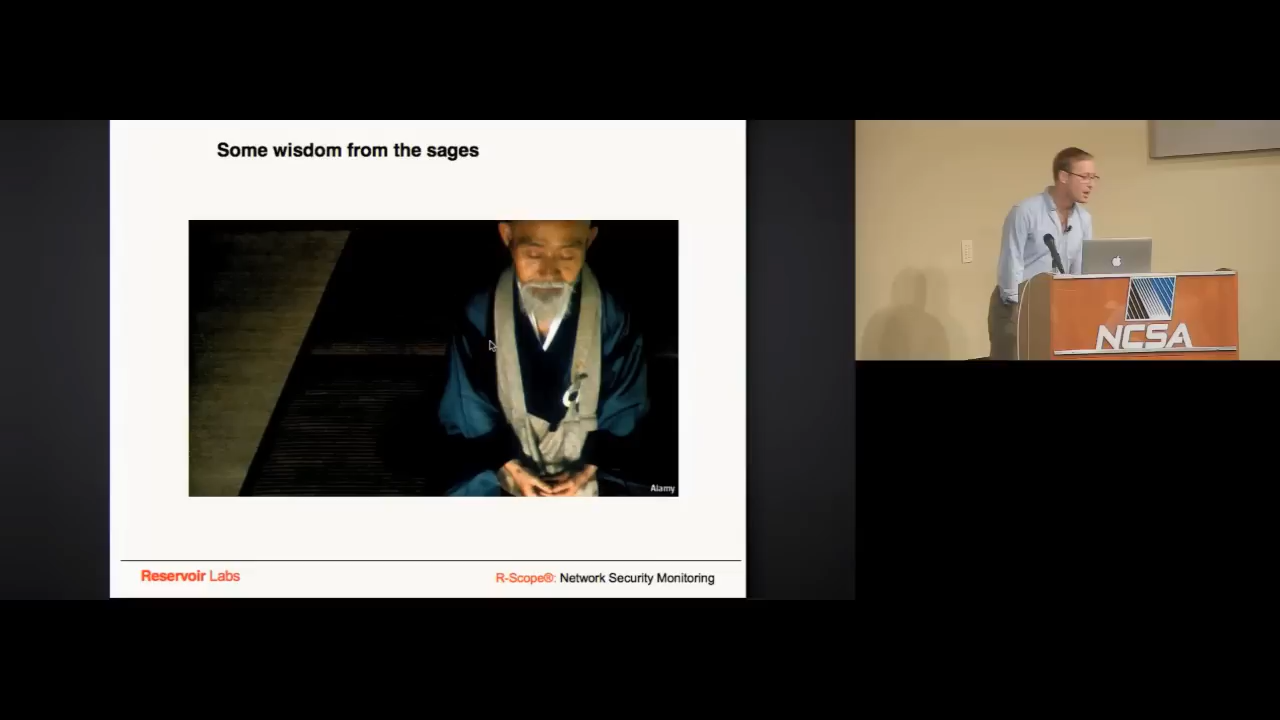 Some wisdom from the sages
Alamy
Reservoir Labs
R-Scope®: Network Security Monitoring
NCSA